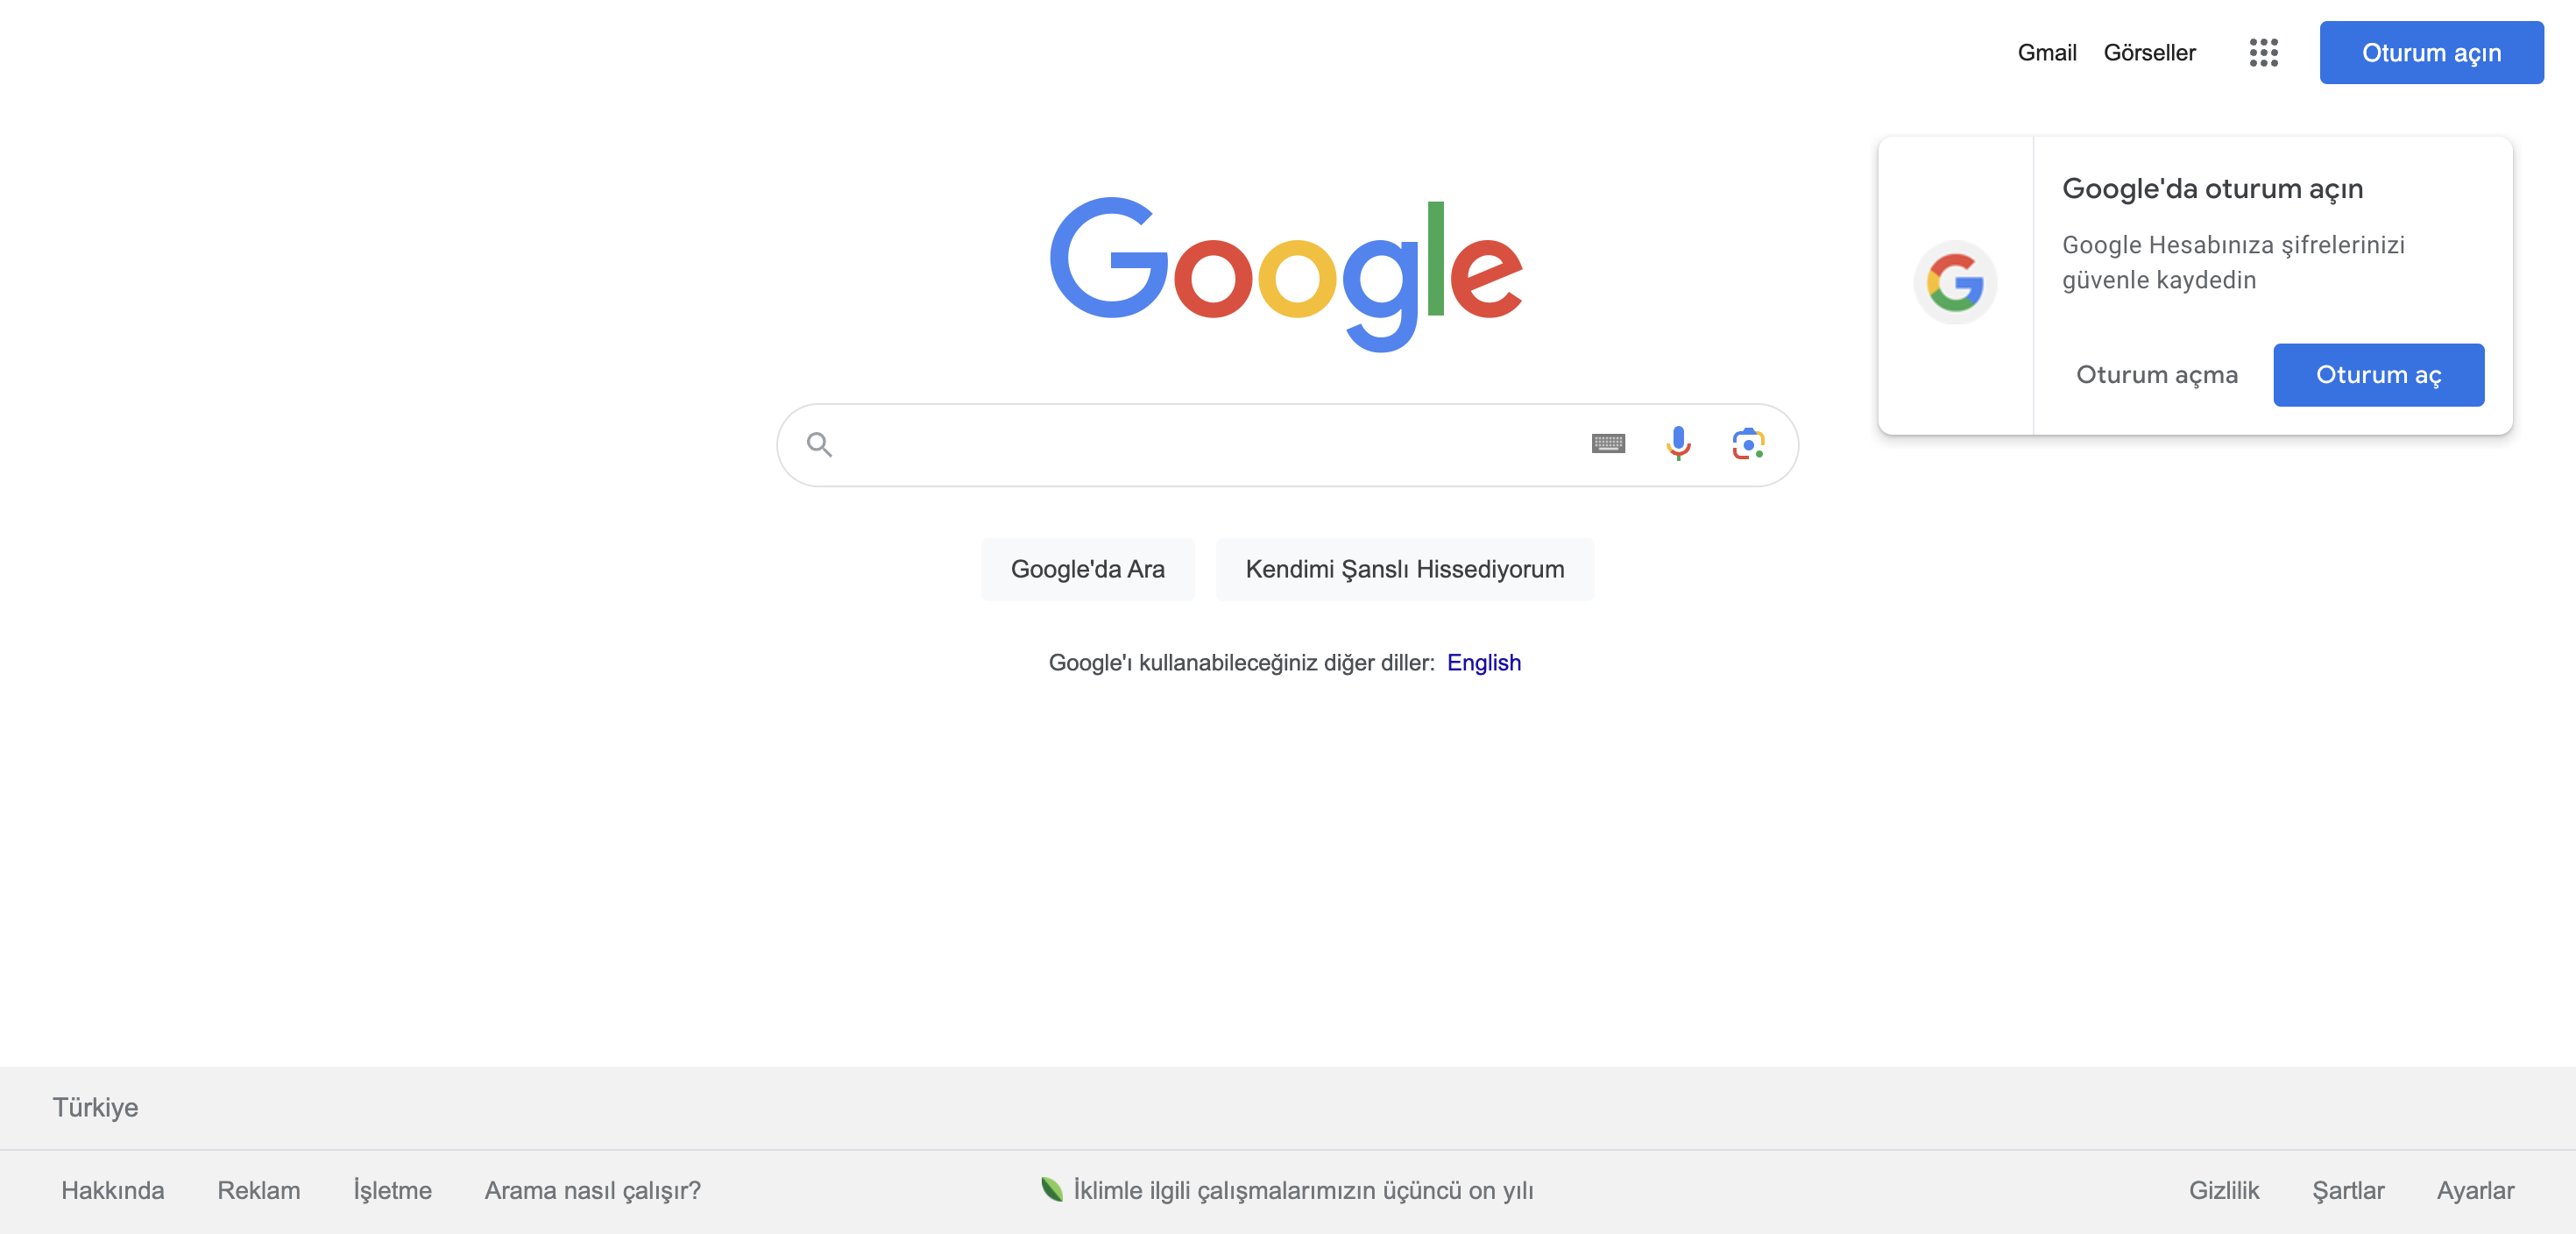 Gmail Görseller Oturum açın
Google
Google'da oturum açın
Google Hesabınıza şifrelerinizi
güvenle kaydedin
Oturum açma Oturum aç
Google'da Ara Kendimi Şanslı Hissediyorum
Google'ı kullanabileceğiniz diğer diller: English
Türkiye
Hakkında Reklam İşletme Arama nasıl çalışır? İklimle ilgili çalışmalarımızın üçüncü on yılı Gizlilik Şartlar Ayarlar